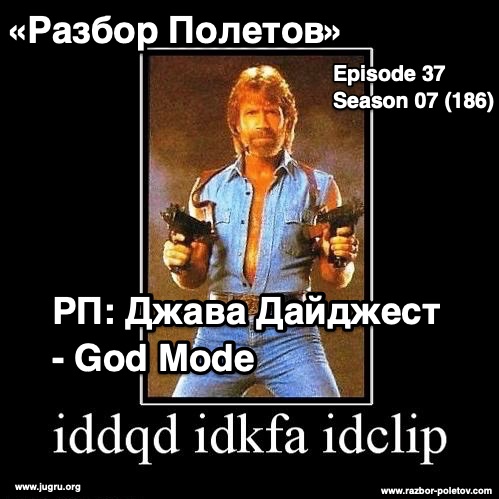 «Разбор Полетов»
Episode 37
Season 07 (186)
РП: Джава Дайджест
- God Mode
iddqd idkfa idclip
www.jugru.org
www.razbor-poletov.com